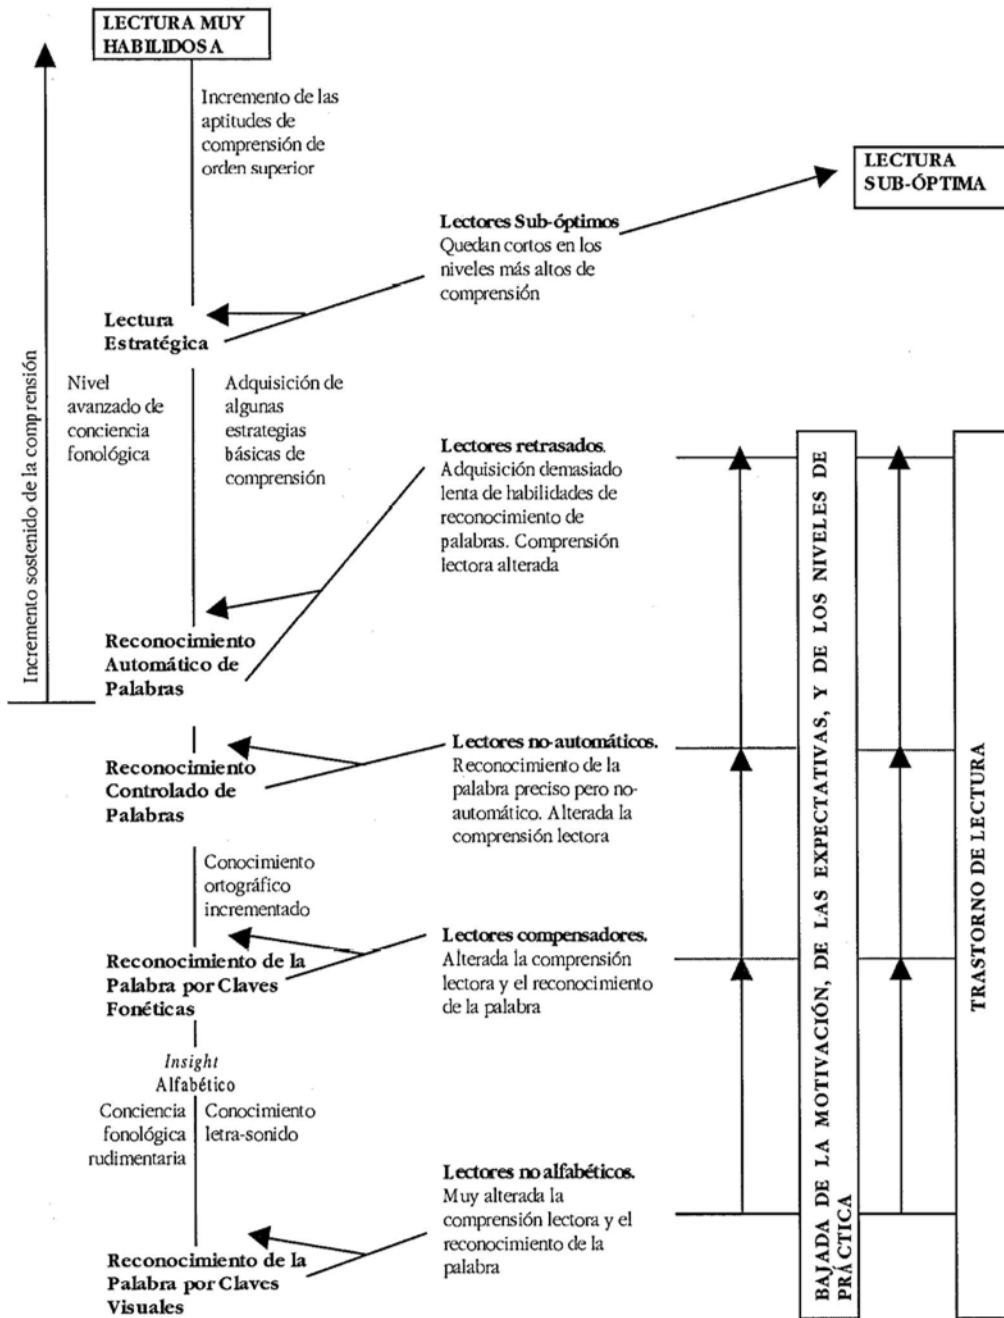 LECTURA MUY
HABILIDOSA
Incremento de las
aptitudes de
comprensión de
orden superior
LECTURA
SUB-ÓPTIMA
Lectores Sub-óptimos
Quedan cortos en los
niveles más altos de
comprensión
Lectura
Estratégica
Incremento sostenido de la comprensión
Nivel
avanzado de
conciencia
fonológica
Adquisición de
algunas
estrategias
básicas de
comprensión
Lectores retrasados.
Adquisición demasiado
lenta de habilidades de
reconocimiento de
palabras. Comprensión
lectora alterada
Reconocimiento
Automático de
Palabras
Lectores no-automáticos.
Reconocimiento de la
palabra preciso pero no-
automático. Alterada la
comprensión lectora
Reconocimiento
Controlado de
Palabras
Conocimiento
ortográfico
incrementado
Lectores compensadores.
Alterada la comprensión
lectora y el reconocimiento
de la palabra
Reconocimiento de la
Palabra por Claves
Fonéticas
Insight
Alfabético
Conciencia
fonológica
rudimentaria
Conocimiento
letra-sonido
Lectores no alfabéticos.
Muy alterada la
comprensión lectora y el
reconocimiento de la
palabra
Reconocimiento de la
Palabra por Claves
Visuales
BAJADA DE LA MOTIVACIÓN, DE LAS EXPECTATIVAS, Y DE LOS NIVELES DE
PRÁCTICA
TRASTORNO DE LECTURA